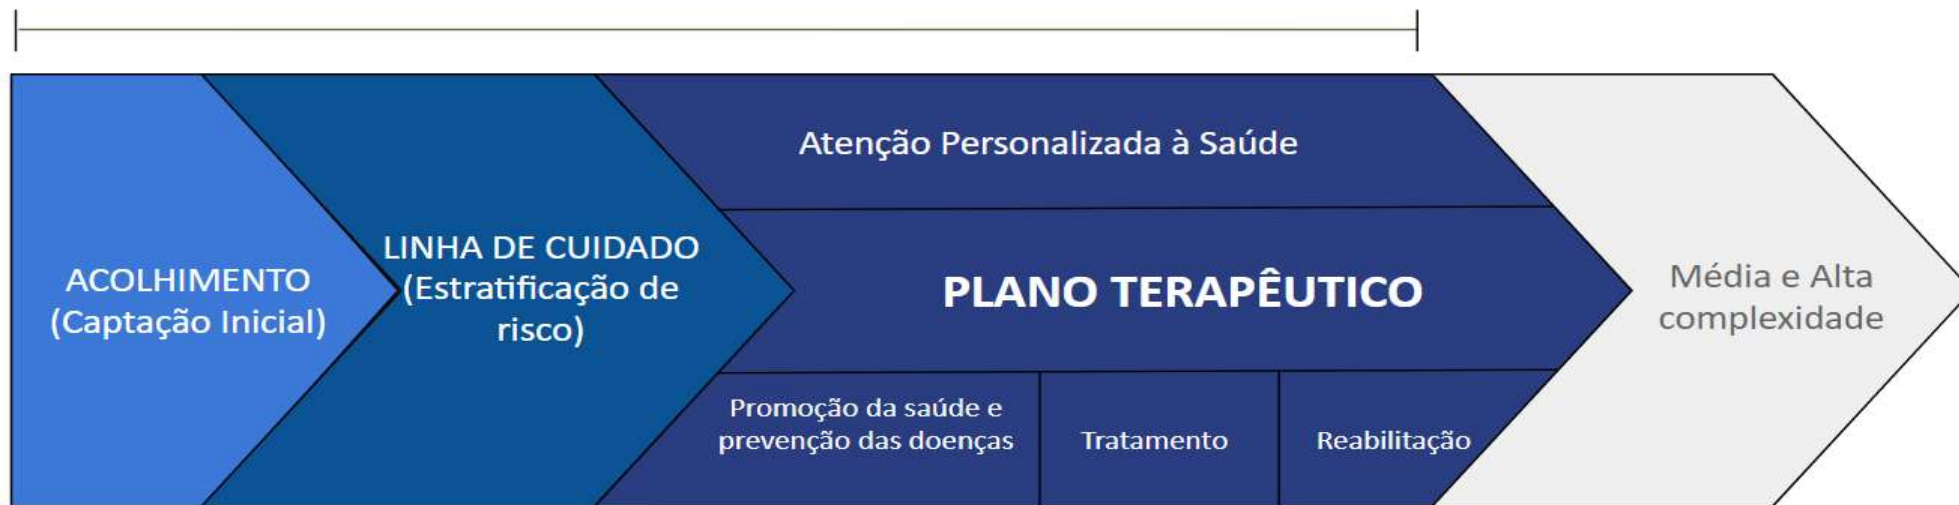 ACOLHIMENTO
(Captação Inicial)
LINHA DE CUIDADO
(Estratificação de
risco)
Atenção Personalizada à Saúde
PLANO TERAPÊUTICO
Promoção da saúde e
prevenção das doenças
Tratamento
Reabilitação
Média e Alta
complexidade